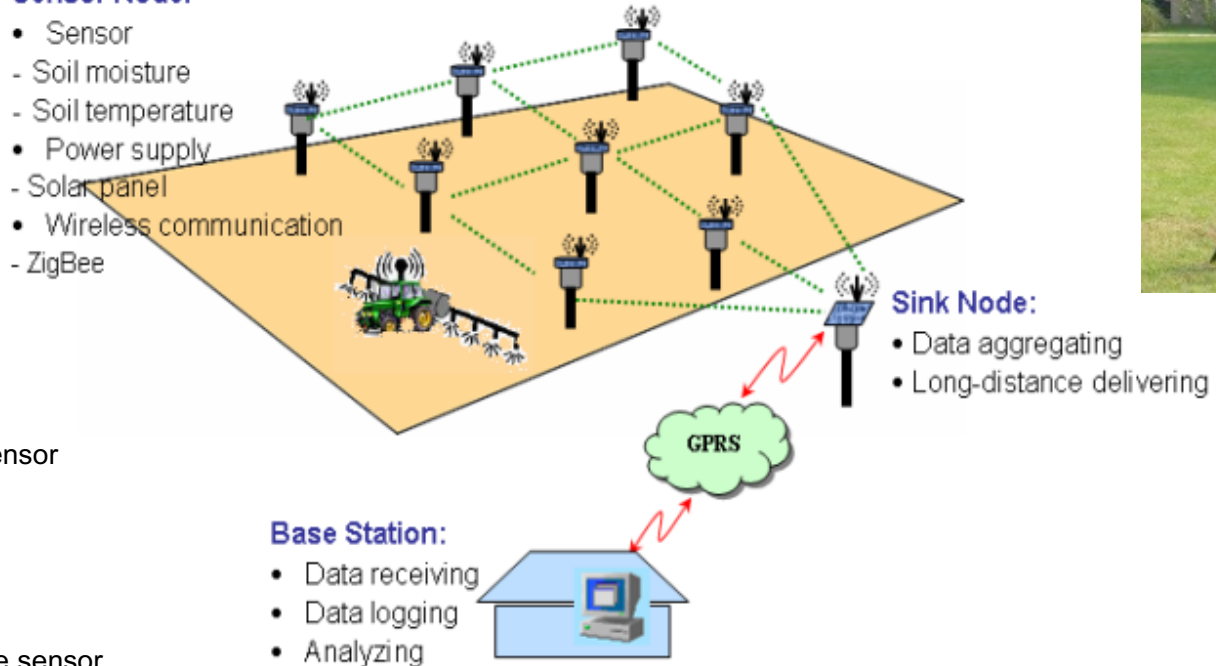 Sensor Node:
• Sensor
- Soil moisture
- Soil temperature
• Power supply
- Solar panel
• Wireless communication
- ZigBee
Sink Node:
• Data aggregating
• Long-distance delivering
GPRS
ensor
Base Station:
• Data receiving
• Data logging
• Analyzing
e sensor